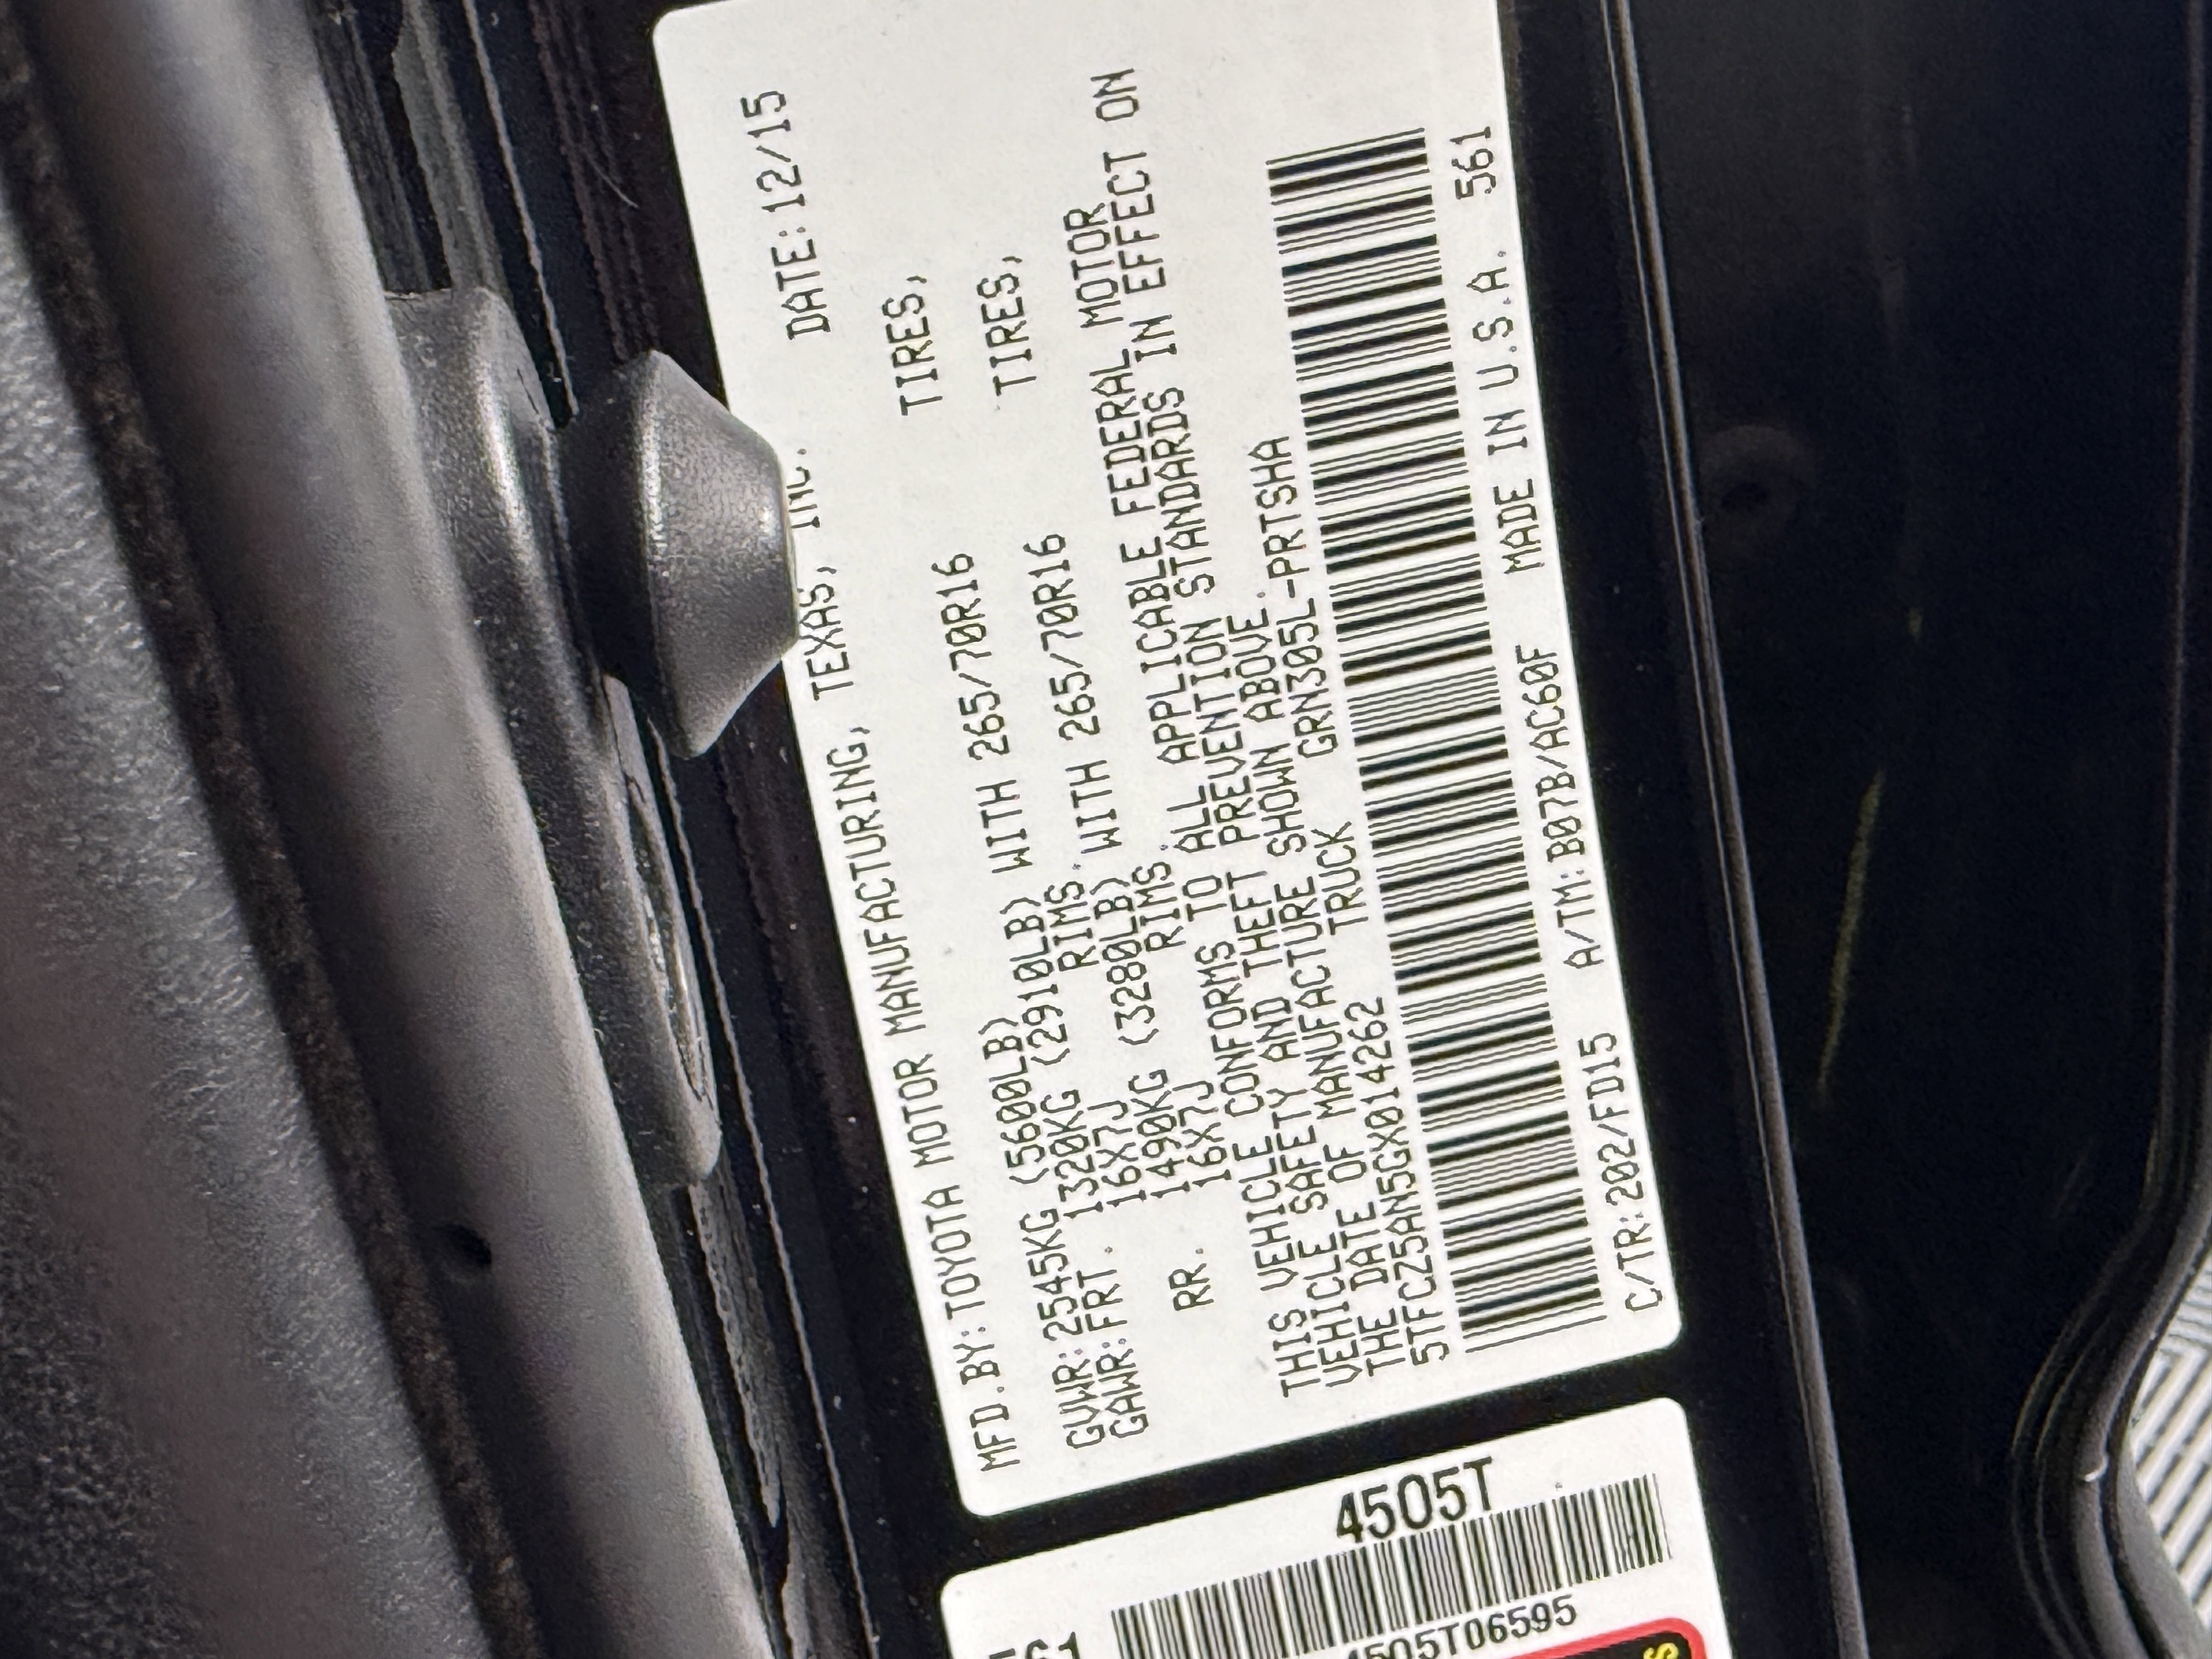 MFD.BY:TOYOTA MOTOR MANUFACTURING, TEXAS, INC. DATE:12/15
GVWR:2545KG (5600LB)
GAWR:FRT. 1320KG (2910LB) WITH 265/70R16 TIRES,
16X7J RIMS.
RR. 1490KG (3280LB) WITH 265/70R16 TIRES,
16X7J RIMS.
THIS VEHICLE CONFORMS TO ALL APPLICABLE FEDERAL MOTOR
VEHICLE SAFETY AND THEFT PREVENTION STANDARDS IN EFFECT ON
THE DATE OF MANUFACTURE SHOWN ABOVE.
5TFCZ5AN5GX014262 TRUCK GRN305L-PRTSHA
C/TR:202/FD15 A/TM:B07B/AC60F MADE IN U.S.A. 561
4505T
4505T06595